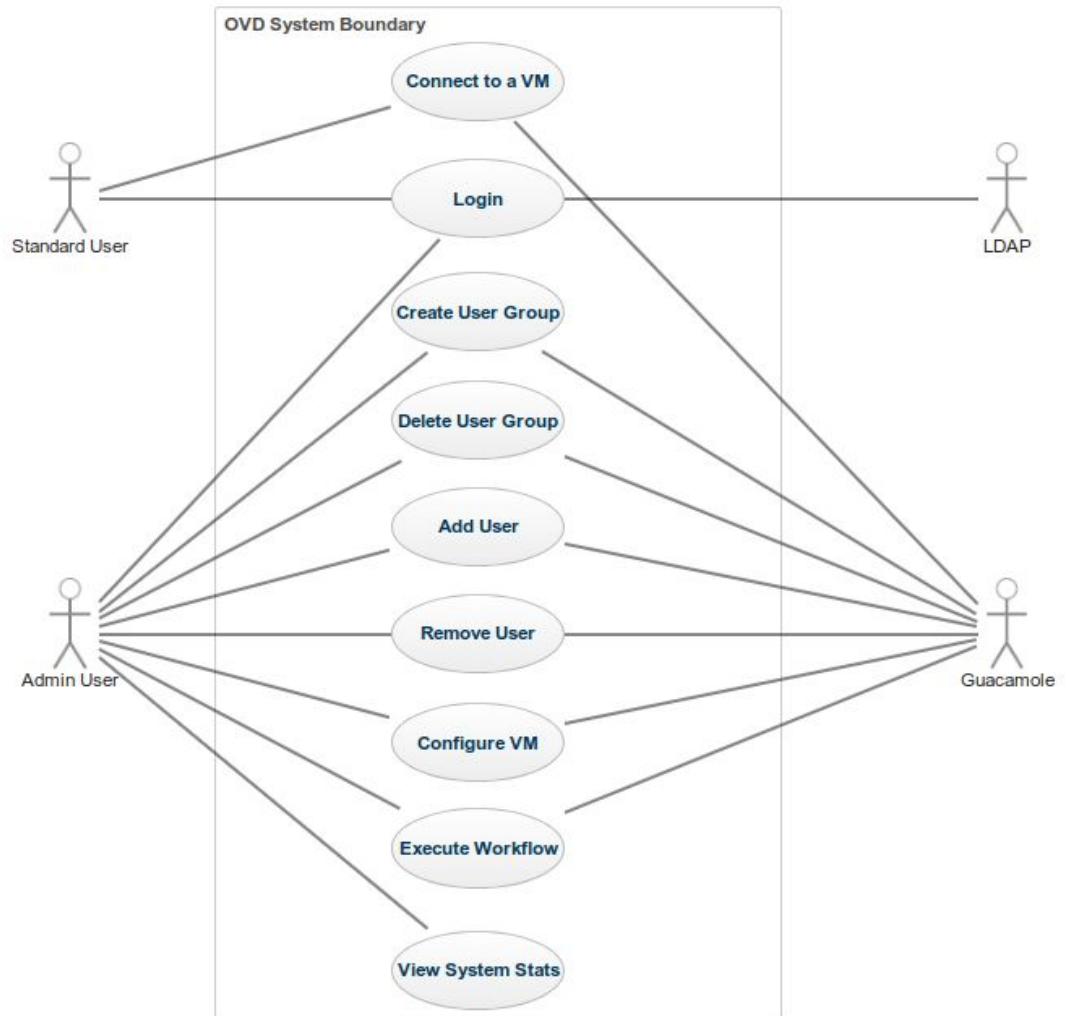 OVD System Boundary
Connect to a VM
Login
Standard User
LDAP
Create User Group
Delete User Group
Add User
Remove User
Admin User
Guacamole
Configure VM
Execute Workflow
View System Stats